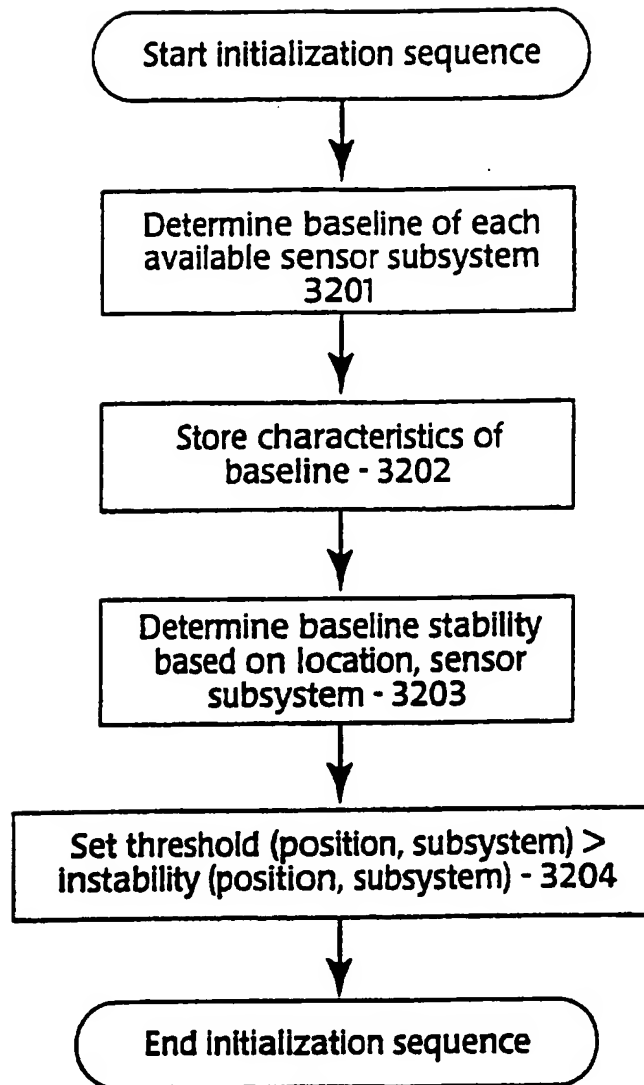 Start initialization sequence
Determine baseline of each
available sensor subsystem
3201
Store characteristics of
baseline - 3202
Determine baseline stability
based on location, sensor
subsystem - 3203
Set threshold (position, subsystem) >
instability (position, subsystem) - 3204
End initialization sequence